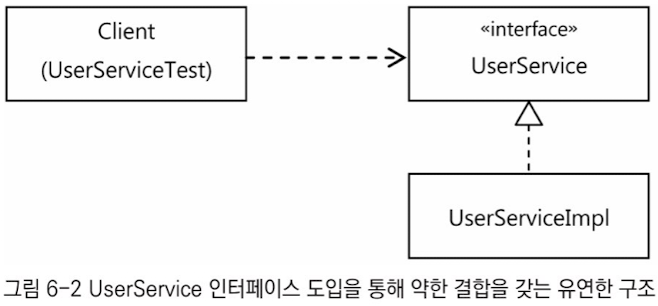 Client
(UserServiceTest)
«interface»
UserService
UserServiceImpl
그림 6-2 UserService 인터페이스 도입을 통해 약한 결합을 갖는 유연한 구조